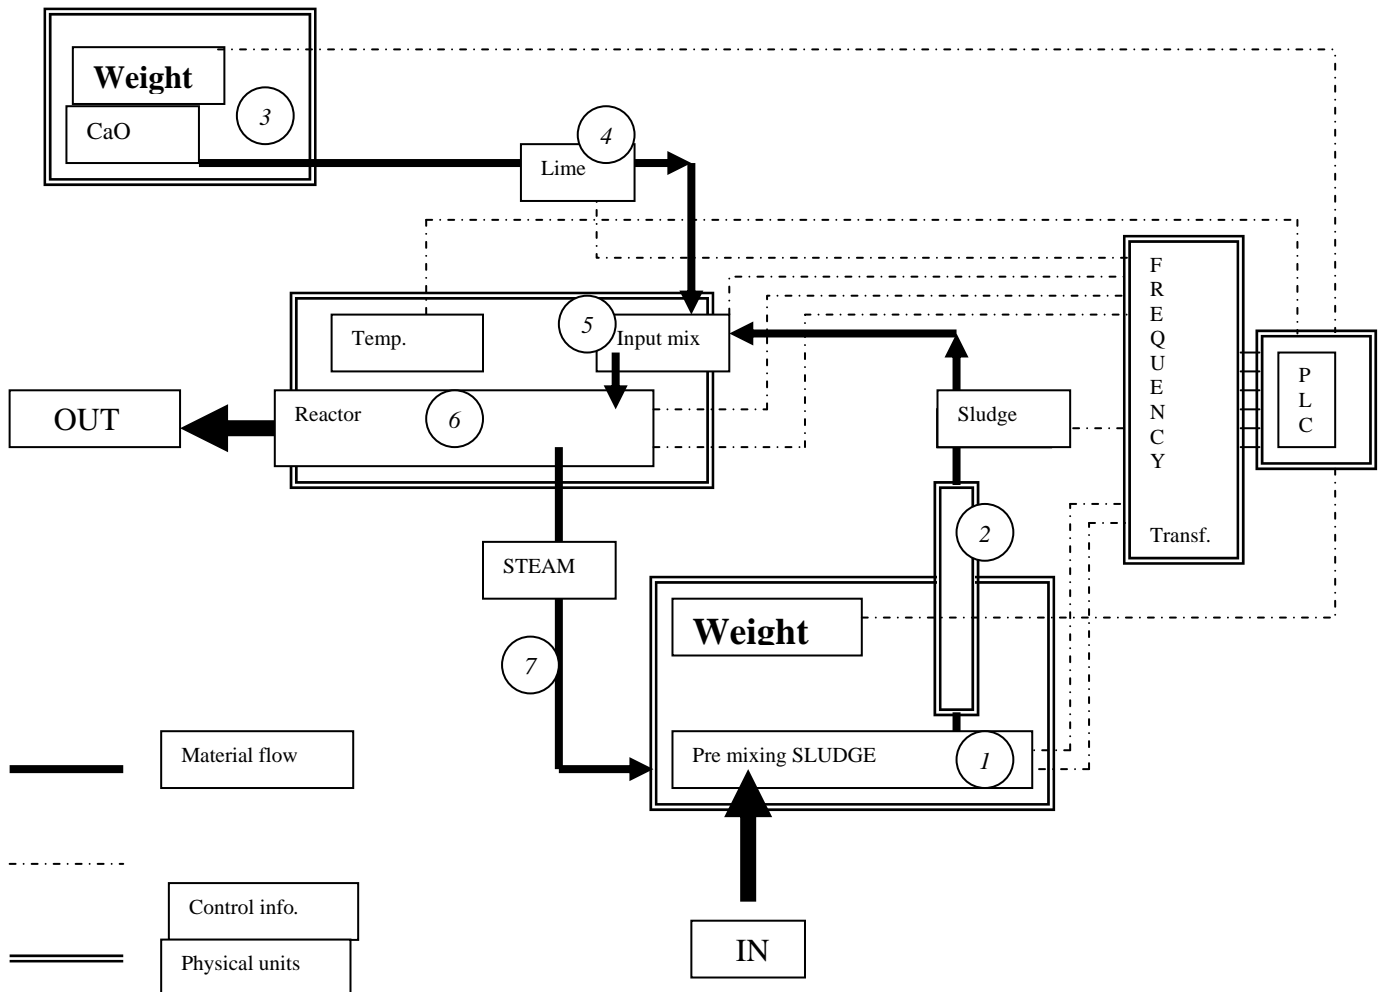 Weight
3
CaO
4
Lime
F
R
E
Q
U
E
N
C
Y
Transf.
5
Input mix
Temp.
P
L
C
OUT
Reactor
6
Sludge
2
STEAM
Weight
7
Material flow
Pre mixing SLUDGE
1
Control info.
IN
Physical units